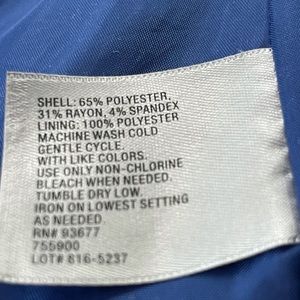 SHELL: 65% POLYESTER,
31% RAYON, 4% SPANDEX
LINING: 100% POLYESTER
MACHINE WASH COLD
GENTLE CYCLE.
WITH LIKE COLORS.
USE ONLY NON-CHLORINE
BLEACH WHEN NEEDED.
TUMBLE DRY LOW.
IRON ON LOWEST SETTING
AS NEEDED.
RN# 93677
755900
LOT# 816-5237